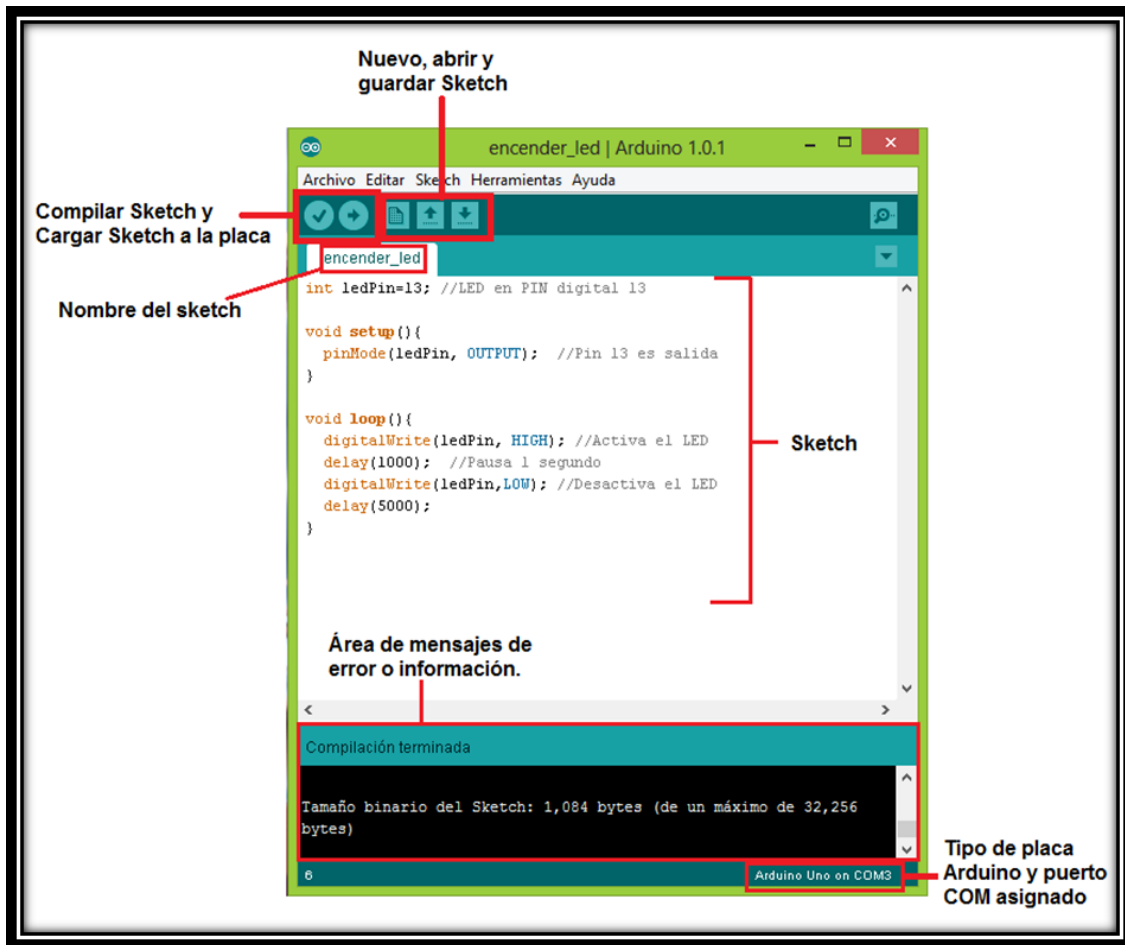 Nuevo, abrir y
guardar Sketch
encender_led | Arduino 1.0.1
Archivo Editar Sketch Herramientas Ayuda
Compilar Sketch y
Cargar Sketch a la placa
encender_led
Nombre del sketch
int ledPin=13; //LED en PIN digital 13
void setup(){
pinMode(ledPin, OUTPUT);  //Pin 13 es salida
}
void loop(){
digitalWrite(ledPin, HIGH); //Activa el LED
delay(1000);  //Pausa 1 segundo
digitalWrite(ledPin,LOW); //Desactiva el LED
delay(5000);
}
Sketch
Área de mensajes de
error o información.
Compilación terminada
Tamaño binario del Sketch: 1,084 bytes (de un máximo de 32,256
bytes)
6
Arduino Uno on COM3
Tipo de placa
Arduino y puerto
COM asignado